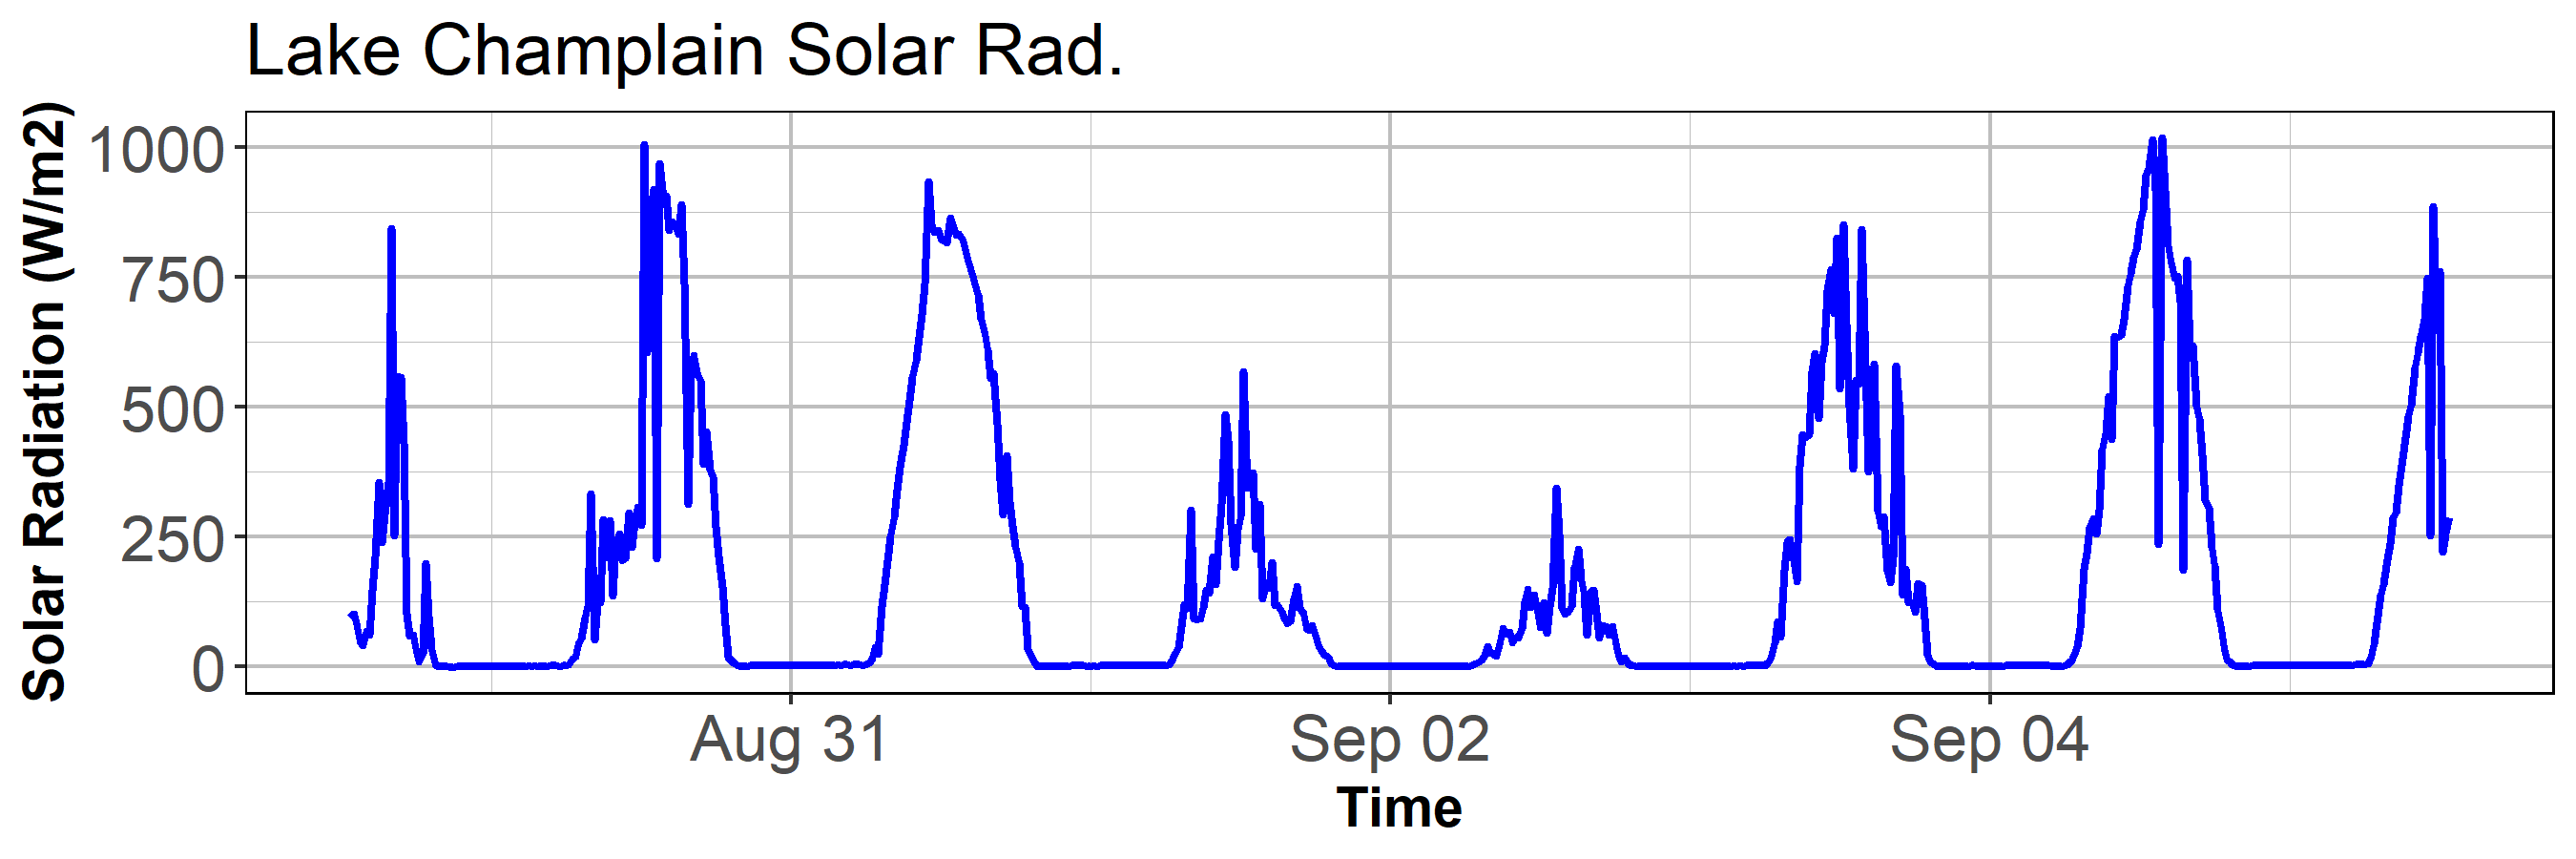 Lake Champlain Solar Rad.
Solar Radiation (W/m2)
1000
750
500
250
0
Aug 31
Sep 02
Sep 04
Time